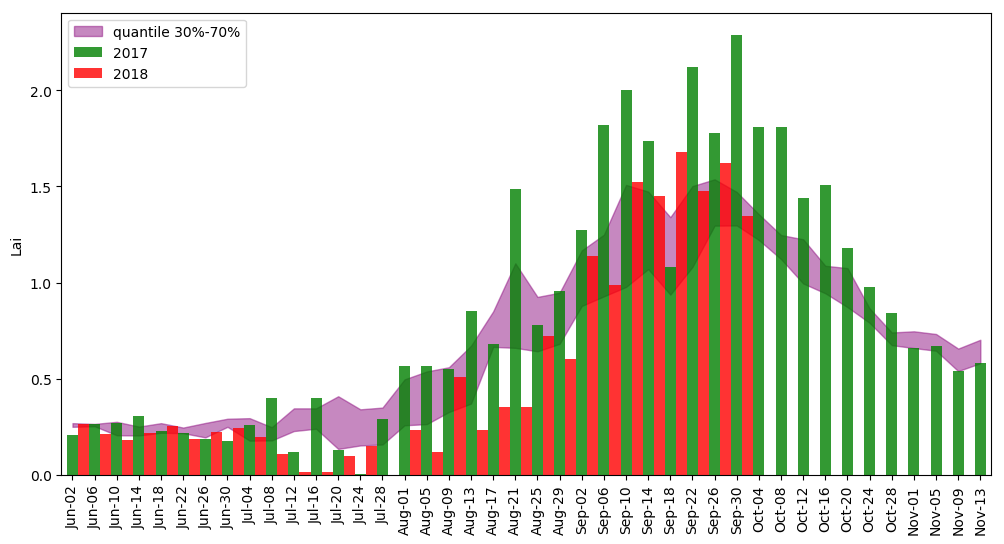 quantile 30%-70%
2017
2018
Lai
2.0
1.5
1.0
0.5
0.0
Jun-02
Jun-06
Jun-10
Jun-14
Jun-18
Jun-22
Jun-26
Jun-30
Jul-04
Jul-08
Jul-12
Jul-16
Jul-20
Jul-24
Jul-28
Aug-01
Aug-05
Aug-09
Aug-13
Aug-17
Aug-21
Aug-25
Aug-29
Sep-02
Sep-06
Sep-10
Sep-14
Sep-18
Sep-22
Sep-26
Sep-30
Oct-04
Oct-08
Oct-12
Oct-16
Oct-20
Oct-24
Oct-28
Nov-01
Nov-05
Nov-09
Nov-13